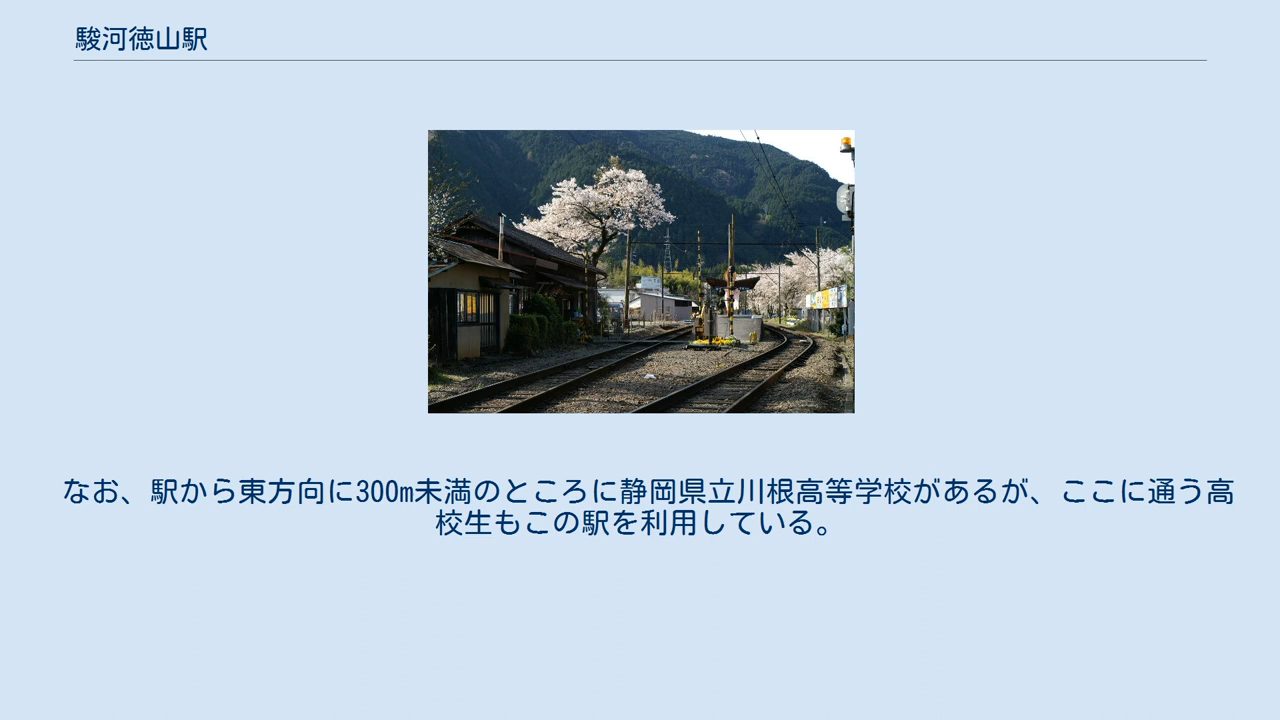 駿河徳山駅
なお、駅から東方向に300m未満のところに静岡県立川根高等学校があるが、ここに通う高
校生もこの駅を利用している。